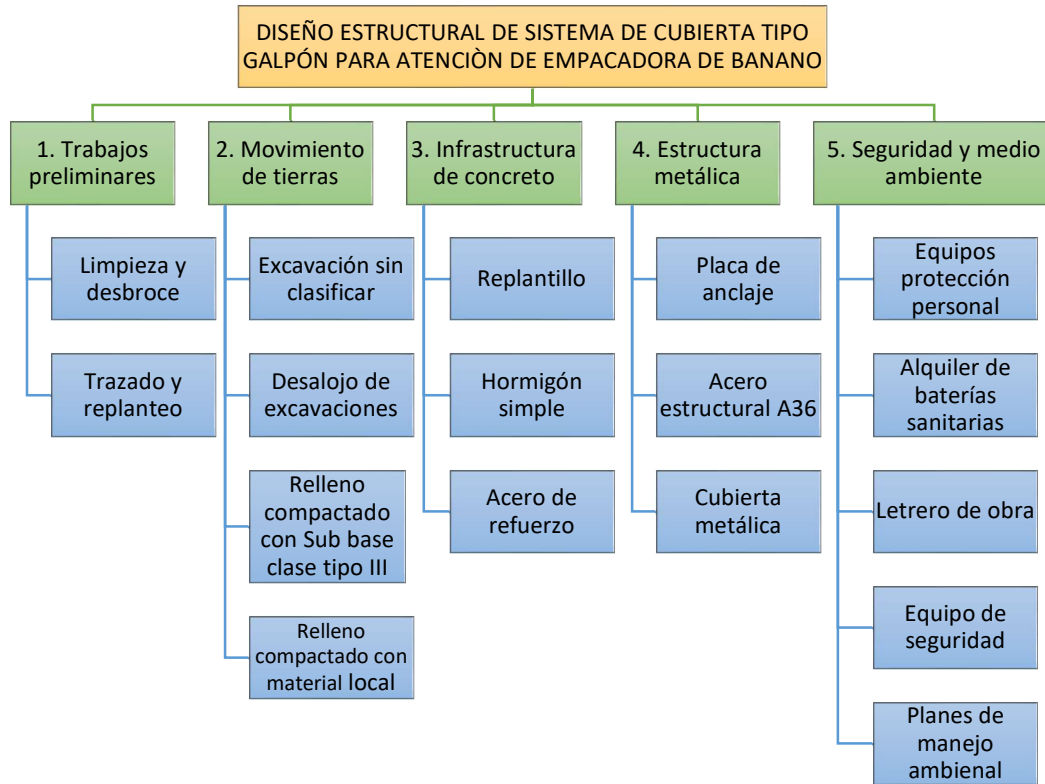 DISEÑO ESTRUCTURAL DE SISTEMA DE CUBIERTA TIPO
GALPÓN PARA ATENCIÒN DE EMPACADORA DE BANANO
1. Trabajos
preliminares
Limpieza y
desbroce
Trazado y
replanteo
2. Movimiento
de tierras
Excavación sin
clasificar
Desalojo de
excavaciones
Relleno
compactado
con Sub base
clase tipo III
Relleno
compactado con
material local
3. Infrastructura
de concreto
Replantillo
Hormigón
simple
Acero de
refuerzo
4. Estructura
metálica
Placa de
anclaje
Acero
estructural A36
Cubierta
metálica
5. Seguridad y medio
ambiente
Equipos
protección
personal
Alquiler de
baterías
sanitarias
Letrero de obra
Equipo de
seguridad
Planes de
manejo
ambienal